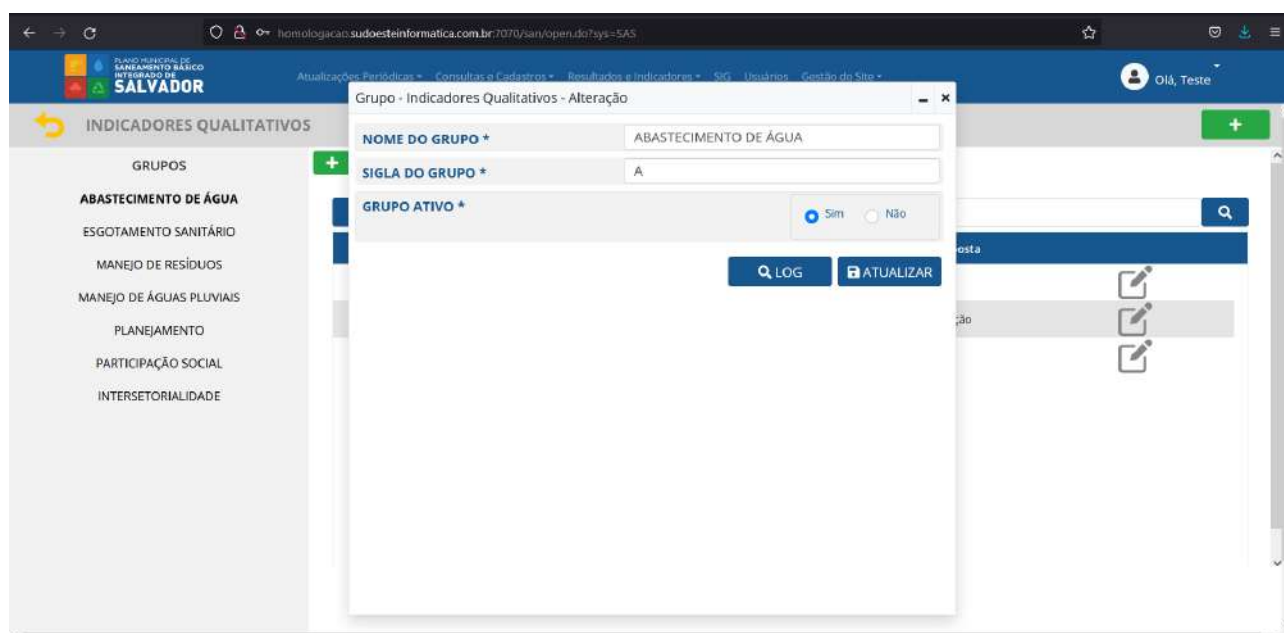 homologacao.sudoesteinformatica.com.br:7070/san/open.do?sys=SAS
PLANO MUNICIPAL DE
SANEAMENTO BÁSICO
INTEGRADO DE
SALVADOR
Atualizações Periódicas Consultas e Cadastros Resultados e Indicadores SIG Usuários Gestão do Site
Olá, Teste
INDICADORES QUALITATIVOS
+
GRUPOS
ABASTECIMENTO DE ÁGUA
ESGOTAMENTO SANITÁRIO
MANEJO DE RESÍDUOS
MANEJO DE ÁGUAS PLUVIAIS
PLANEJAMENTO
PARTICIPAÇÃO SOCIAL
INTERSETORIALIDADE
+
Grupo - Indicadores Qualitativos - Alteração
NOME DO GRUPO * ABASTECIMENTO DE ÁGUA
SIGLA DO GRUPO * A
GRUPO ATIVO * Sim Não
LOG ATUALIZAR
osta
ção